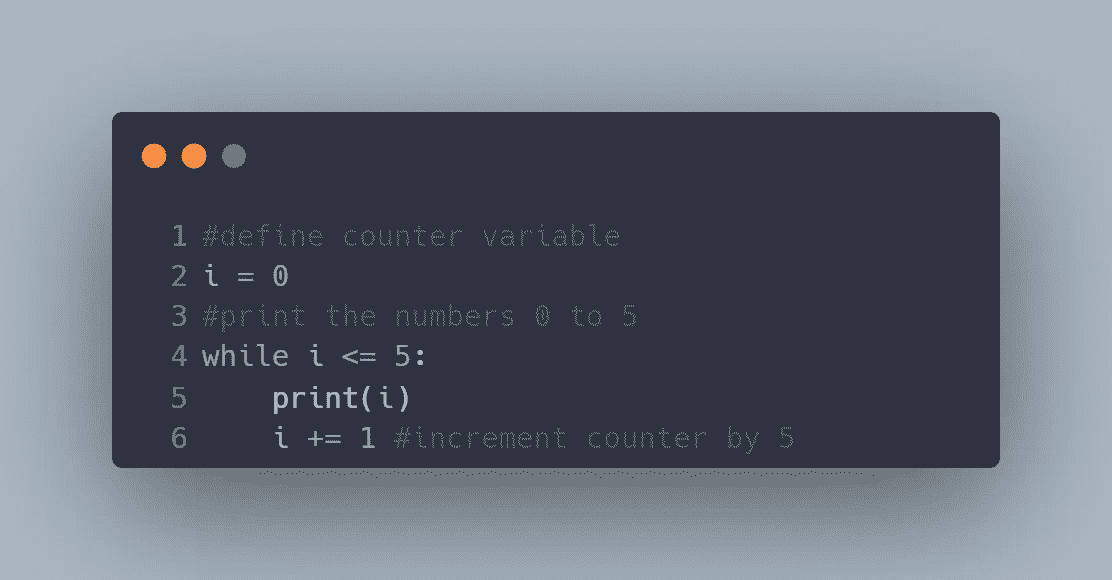 1 #define counter variable
2 i = 0
3 #print the numbers 0 to 5
4 while i <= 5:
5     print(i)
6     i += 1 #increment counter by 5